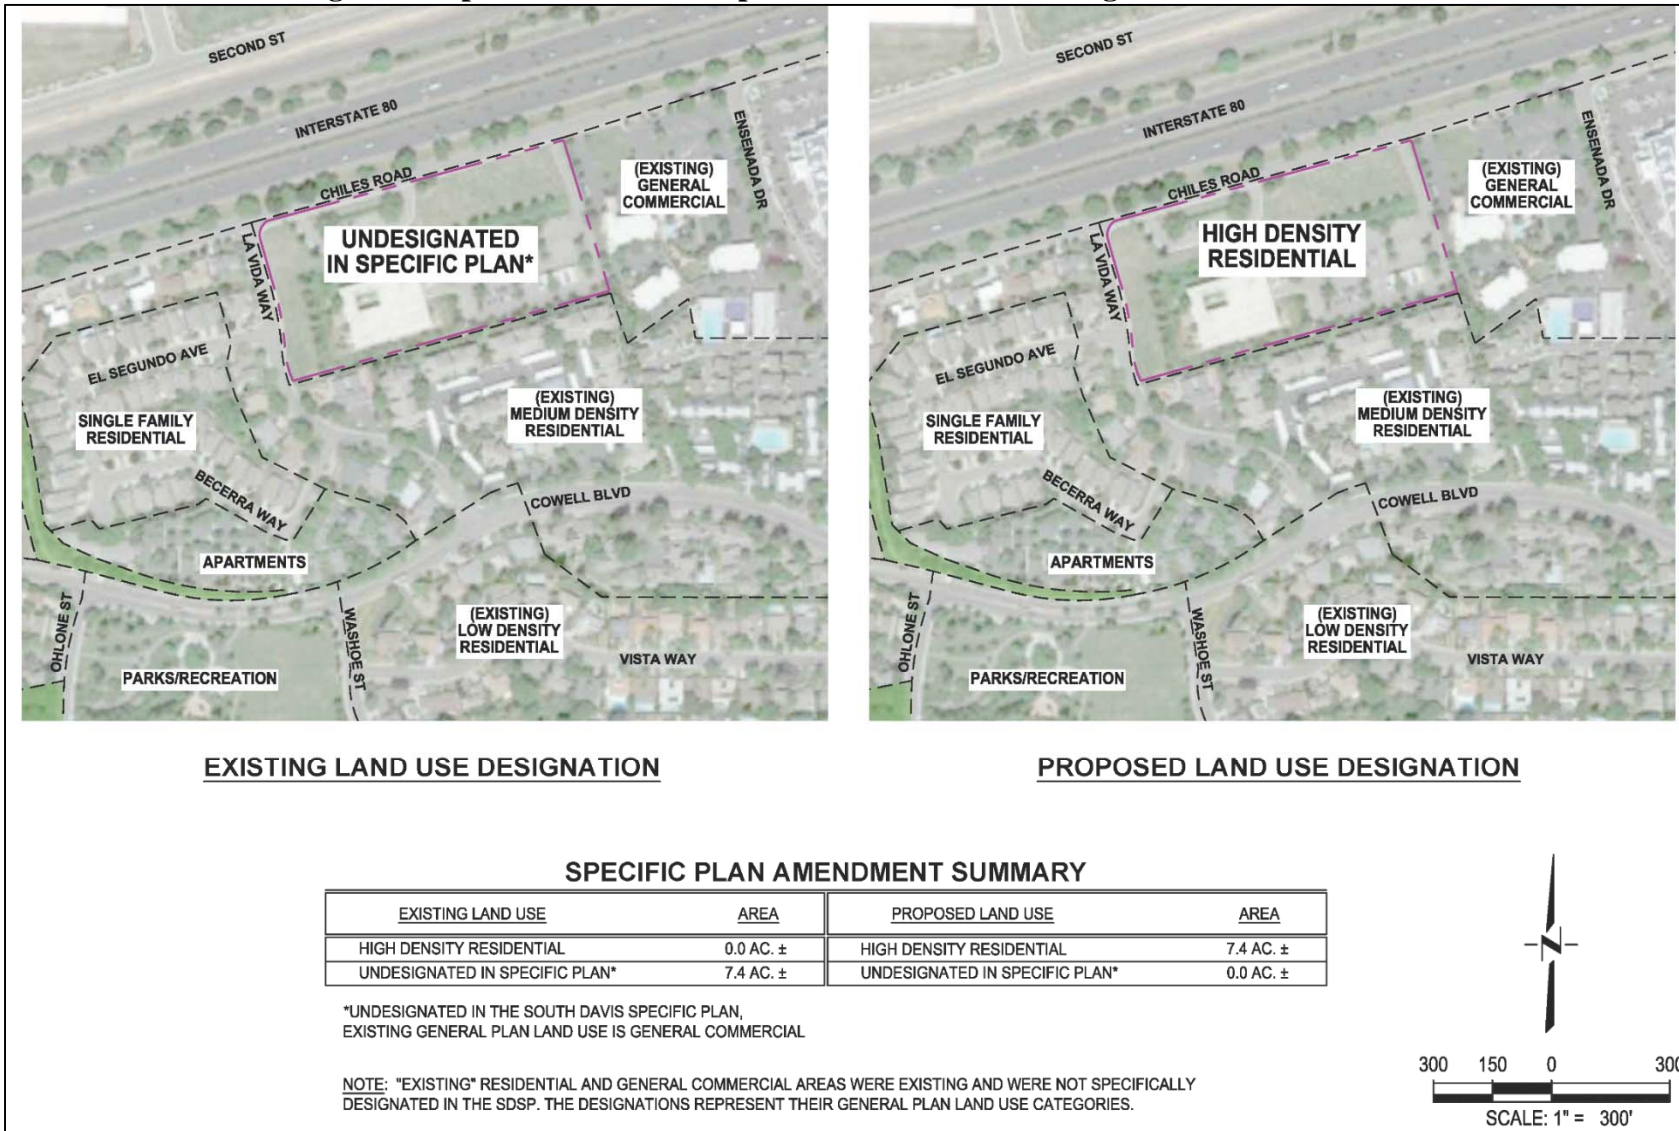 SECOND ST
INTERSTATE 80
CHILES ROAD
ENSENADA DR
(EXISTING)
GENERAL
COMMERCIAL
UNDESIGNATED
IN SPECIFIC PLAN*
LA VIDA WAY
EL SEGUNDO AVE
SINGLE FAMILY
RESIDENTIAL
(EXISTING)
MEDIUM DENSITY
RESIDENTIAL
BECERRA WAY
COWELL BLVD
APARTMENTS
OHLONE ST
WASHOE ST
(EXISTING)
LOW DENSITY
RESIDENTIAL
VISTA WAY
PARKS/RECREATION
EXISTING LAND USE DESIGNATION
SECOND ST
INTERSTATE 80
CHILES ROAD
ENSENADA DR
(EXISTING)
GENERAL
COMMERCIAL
HIGH DENSITY
RESIDENTIAL
LA VIDA WAY
EL SEGUNDO AVE
SINGLE FAMILY
RESIDENTIAL
(EXISTING)
MEDIUM DENSITY
RESIDENTIAL
BECERRA WAY
COWELL BLVD
APARTMENTS
OHLONE ST
WASHOE ST
(EXISTING)
LOW DENSITY
RESIDENTIAL
VISTA WAY
PARKS/RECREATION
PROPOSED LAND USE DESIGNATION
SPECIFIC PLAN AMENDMENT SUMMARY
EXISTING LAND USE AREA PROPOSED LAND USE AREA
HIGH DENSITY RESIDENTIAL 0.0 AC. ± HIGH DENSITY RESIDENTIAL 7.4 AC. ±
UNDESIGNATED IN SPECIFIC PLAN* 7.4 AC. ± UNDESIGNATED IN SPECIFIC PLAN* 0.0 AC. ±
*UNDESIGNATED IN THE SOUTH DAVIS SPECIFIC PLAN,
EXISTING GENERAL PLAN LAND USE IS GENERAL COMMERCIAL
NOTE: "EXISTING" RESIDENTIAL AND GENERAL COMMERCIAL AREAS WERE EXISTING AND WERE NOT SPECIFICALLY
DESIGNATED IN THE SDSP. THE DESIGNATIONS REPRESENT THEIR GENERAL PLAN LAND USE CATEGORIES.
N
300 150 0 300
SCALE: 1" = 300'